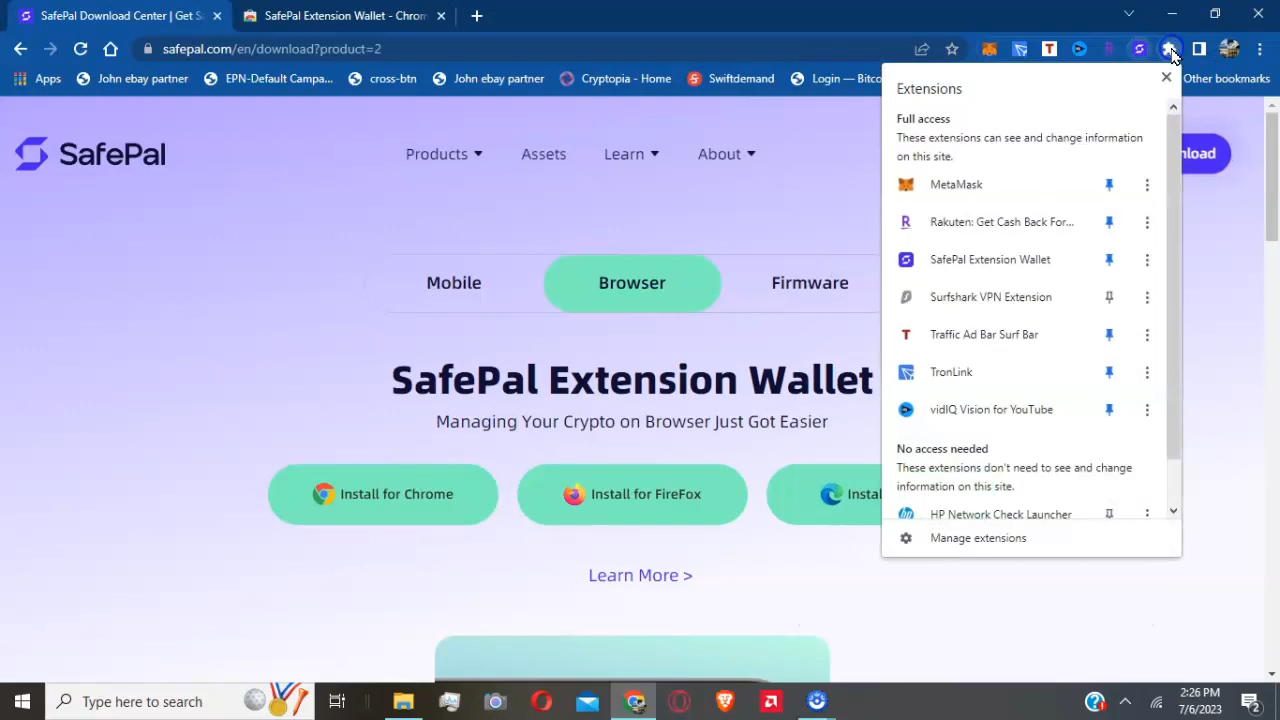 SafePal Download Center | Get S
SafePal Extension Wallet - Chrom
safepal.com/en/download?product=2
Apps
John ebay partner
EPN-Default Campa...
cross-btn
John ebay partner
Cryptopia - Home
Swiftdemand
Login — Bitco
Other bookmarks
SafePal
Products
Assets
Learn
About
nload
Mobile
Browser
Firmware
SafePal Extension Wallet
Managing Your Crypto on Browser Just Got Easier
Install for Chrome
Install for FireFox
Instal
Learn More >
Extensions
Full access
These extensions can see and change information
on this site.
MetaMask
Rakuten: Get Cash Back For...
SafePal Extension Wallet
Surfshark VPN Extension
Traffic Ad Bar Surf Bar
TronLink
vidIQ Vision for YouTube
No access needed
These extensions don't need to see and change
information on this site.
HP Network Check Launcher
Manage extensions
Type here to search
2:26 PM
7/6/2023
2